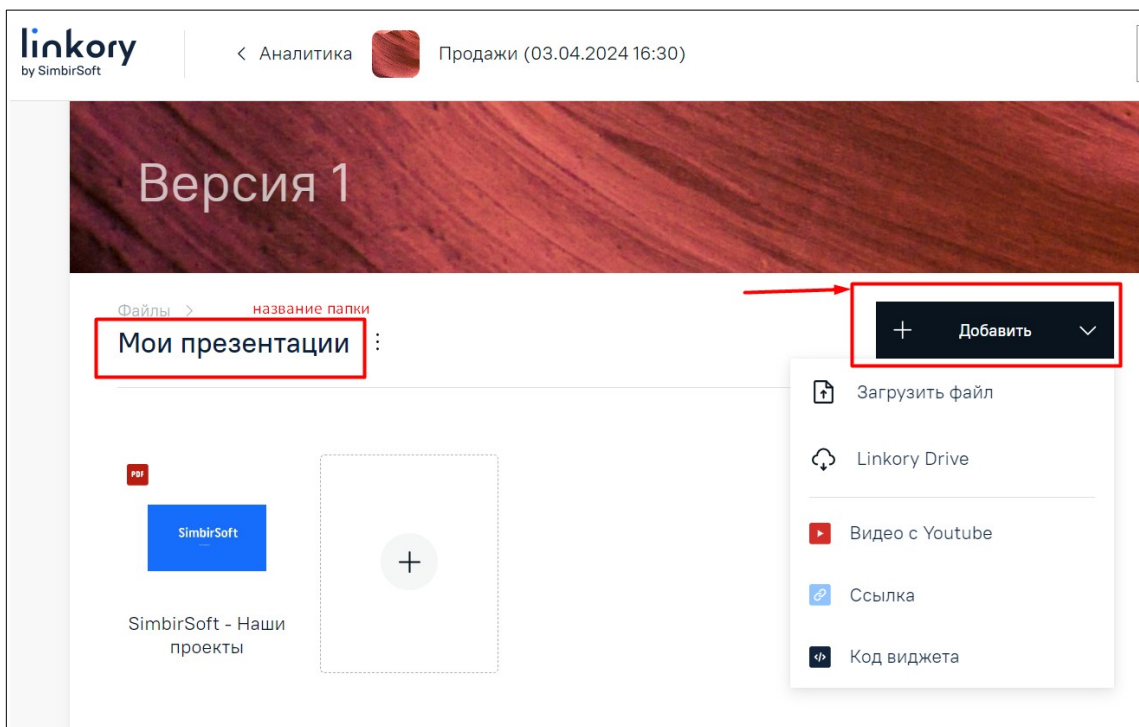 linkory
by SimbirSoft
< Аналитика
Продажи (03.04.2024 16:30)
Версия 1
Файлы >
название папки
Мои презентации
+ Добавить
Загрузить файл
Linkory Drive
Видео с Youtube
Ссылка
Код виджета
PDF
SimbirSoft
SimbirSoft - Наши
проекты